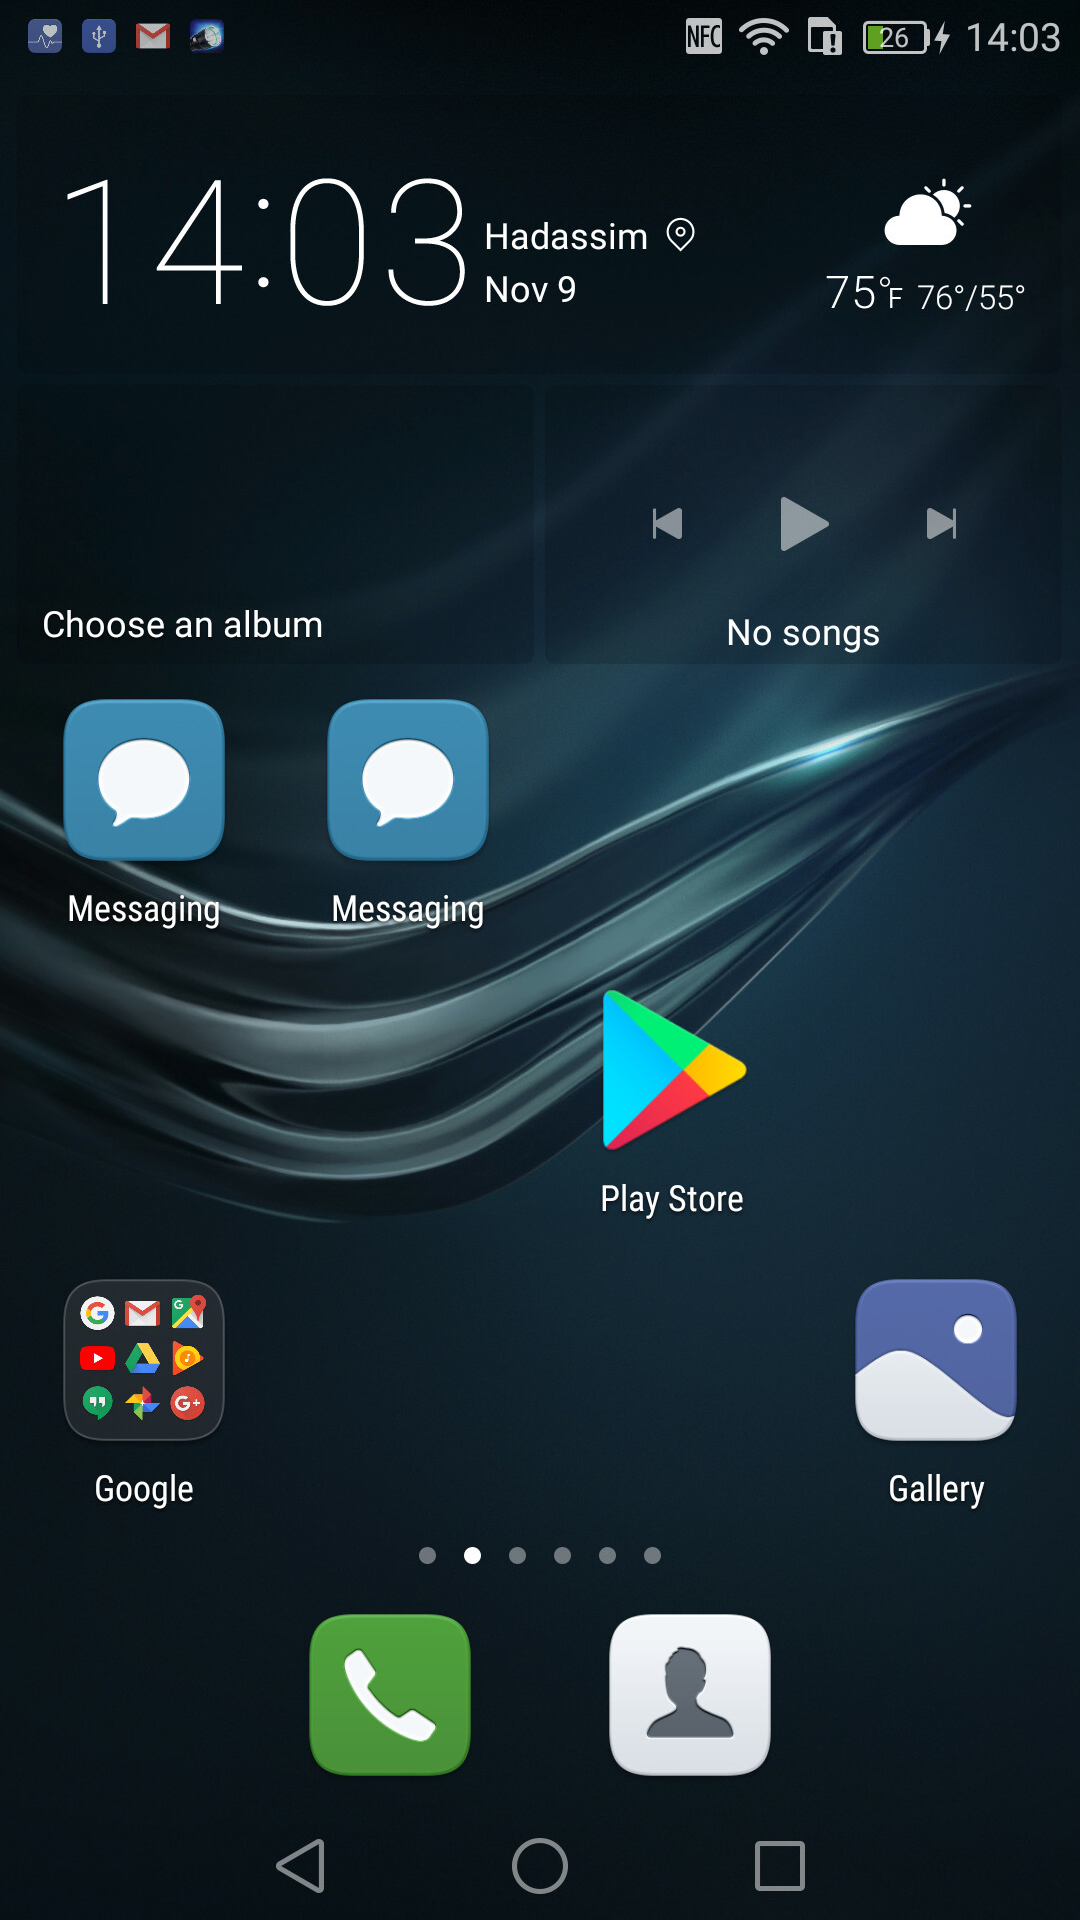 NFC 26 14:03
14:03
Hadassim
Nov 9
75°F 76°/55°
Choose an album
No songs
Messaging Messaging
Play Store
Google Gallery